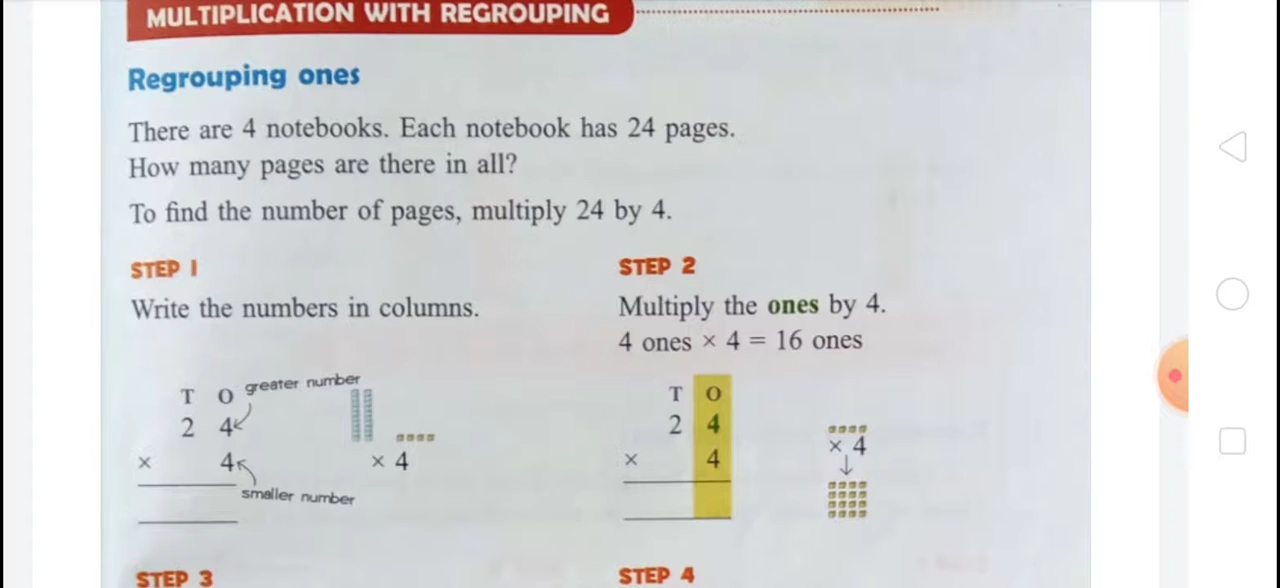 MULTIPLICATION WITH REGROUPING
Regrouping ones
There are 4 notebooks. Each notebook has 24 pages.
How many pages are there in all?
To find the number of pages, multiply 24 by 4.
STEP 1
Write the numbers in columns.
T O greater number
2 4
× 4 × 4
smaller number
STEP 2
Multiply the ones by 4.
4 ones × 4 = 16 ones
T O
2 4
× 4
× 4
STEP 3
STEP 4